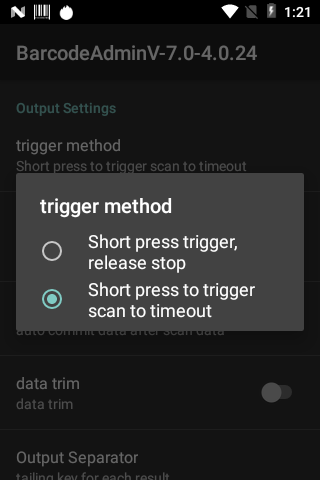 1:21
BarcodeAdminV-7.0-4.0.24
Output Settings
trigger method
Short press to trigger scan to timeout
trigger method
Short press trigger,
release stop
Short press to trigger
scan to timeout
auto commit data after scan data
data trim
data trim
Output Separator
tailing key for each result